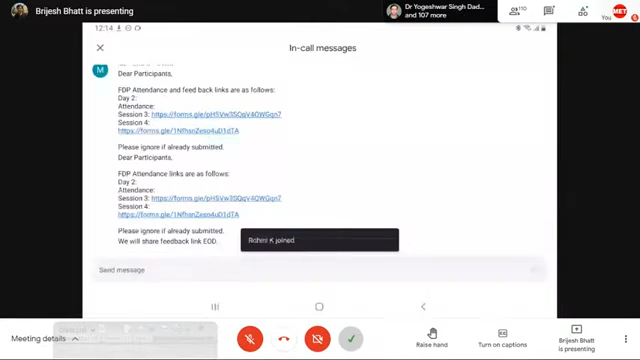 Brijesh Bhatt is presenting
Dr Yogeshwar Singh Dad...
and 107 more
110
You
MET
12:14
In-call messages
M
Dear Participants,
FDP Attendance and feed back links are as follows:
Day 2:
Attendance:
Session 3: https://forms.gle/pHSVw3SQqV4QWGqn7
Session 4:
https://forms.gle/1NfhsnZeso4uD1dTA
Please ignore if already submitted.
Dear Participants,
FDP Attendance links are as follows:
Day 2:
Attendance:
Session 3: https://forms.gle/pHSVw3SQqV4QWGqn7
Session 4:
https://forms.gle/1NfhsnZeso4uD1dTA
Please ignore if already submitted.
We will share feedback link EOD.
K joined
Send message
Meeting details
Raise hand
Turn on captions
Brijesh Bhatt
is presenting